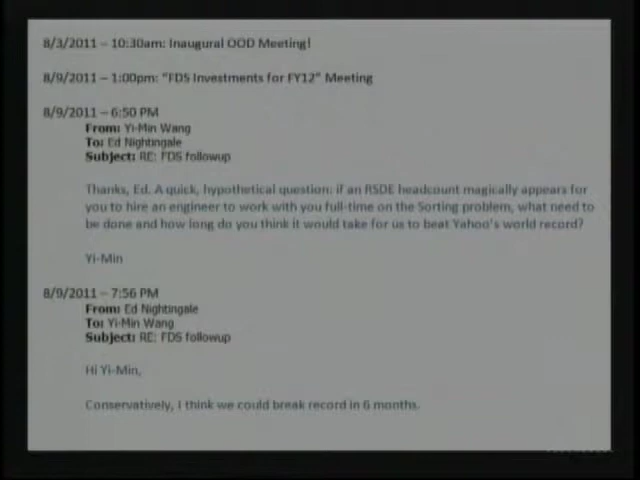 8/3/2011 – 10:30am: Inaugural OOD Meeting!
8/9/2011 – 1:00pm: "FDS Investments for FY12" Meeting
8/9/2011 – 6:50 PM
From: Yi-Min Wang
To: Ed Nightingale
Subject: RE: FDS followup
Thanks, Ed. A quick, hypothetical question: if an RSDE headcount magically appears for
you to hire an engineer to work with you full-time on the Sorting problem, what need to
be done and how long do you think it would take for us to beat Yahoo's world record?
Yi-Min
8/9/2011 – 7:56 PM
From: Ed Nightingale
To: Yi-Min Wang
Subject: RE: FDS followup
Hi Yi-Min,
Conservatively, I think we could break record in 6 months.